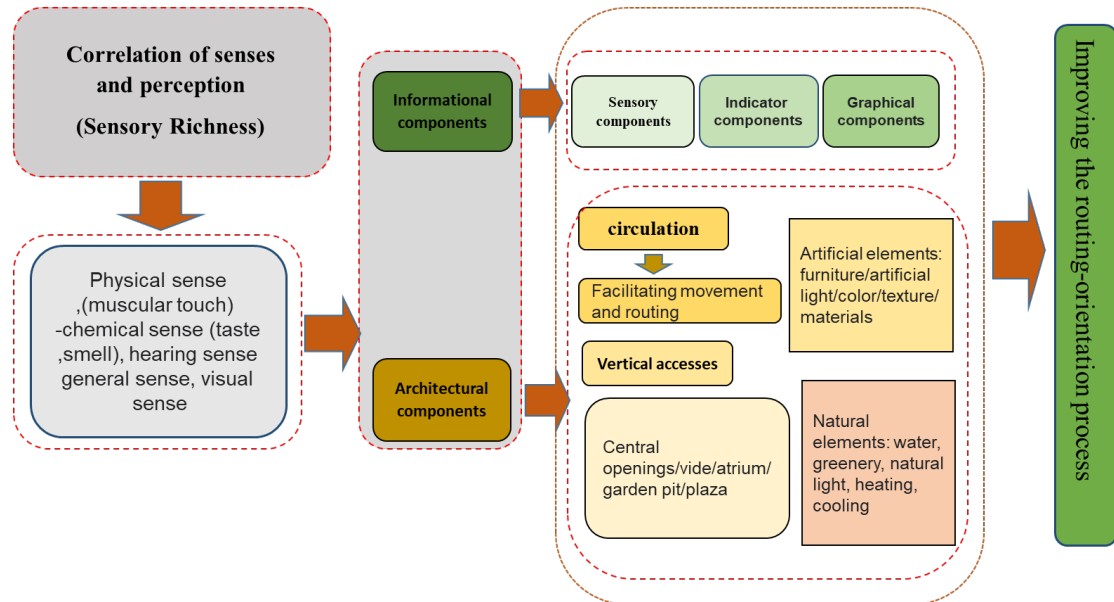 Correlation of senses
and perception
(Sensory Richness)
Physical sense
,(muscular touch)
-chemical sense (taste
,smell), hearing sense
general sense, visual
sense
Informational
components
Architectural
components
Sensory
components
Indicator
components
Graphical
components
circulation
Facilitating movement
and routing
Vertical accesses
Central
openings/vide/atrium/
garden pit/plaza
Artificial elements:
furniture/artificial
light/color/texture/
materials
Natural
elements: water,
greenery, natural
light, heating,
cooling
Improving the routing-orientation process